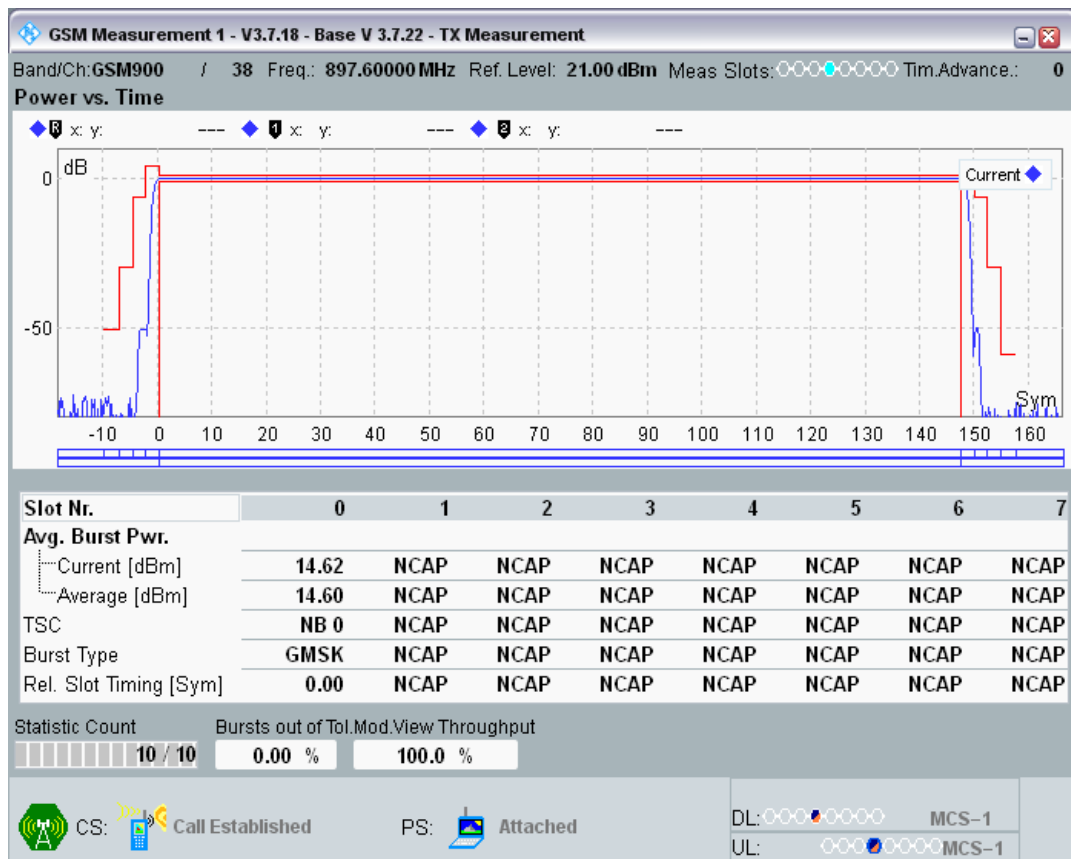 GSM Measurement 1 - V3.7.18 - Base V 3.7.22 - TX Measurement
Band/Ch: GSM900 / 38 Freq.: 897.60000 MHz Ref. Level: 21.00 dBm Meas Slots: Tim.Advance.: 0
Power vs. Time
R x: y: --- 1 x: y: --- 2 x: y: ---
dB
Current
0
-50
Sym
-10 0 10 20 30 40 50 60 70 80 90 100 110 120 130 140 150 160
Slot Nr. 0 1 2 3 4 5 6 7
Avg. Burst Pwr.
Current [dBm] 14.62 NCAP NCAP NCAP NCAP NCAP NCAP NCAP
Average [dBm] 14.60 NCAP NCAP NCAP NCAP NCAP NCAP NCAP
TSC NB 0 NCAP NCAP NCAP NCAP NCAP NCAP NCAP
Burst Type GMSK NCAP NCAP NCAP NCAP NCAP NCAP NCAP
Rel. Slot Timing [Sym] 0.00 NCAP NCAP NCAP NCAP NCAP NCAP NCAP
Statistic Count Bursts out of Tol. Mod.View Throughput
10 / 10 0.00 % 100.0 %
CS: Call Established PS: Attached
DL: MCS-1
UL: MCS-1